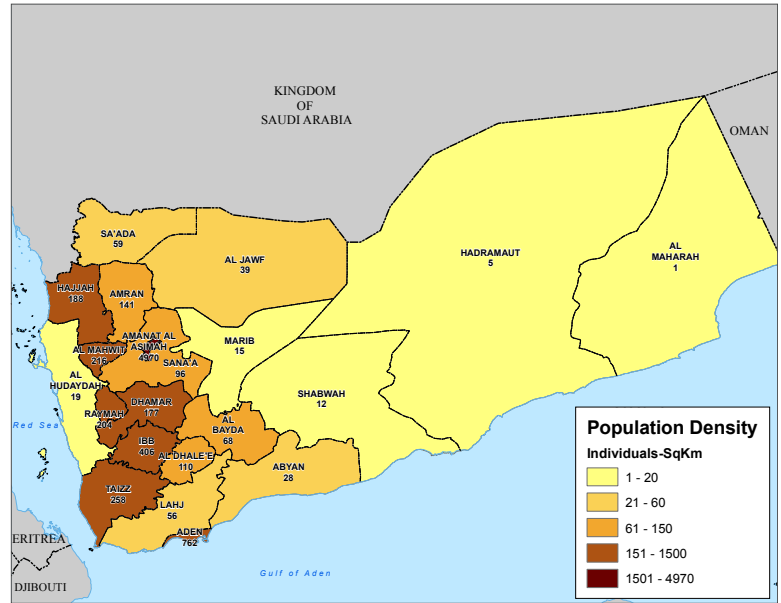 KINGDOM
OF
SAUDI ARABIA
OMAN
SA'ADA
59
AL JAWF
39
HADRAMAUT
5
AL
MAHARAH
1
HAJJAH
188
AMRAN
141
AMANAT AL
ASIMAH
4970
MARIB
15
AL MAHWIT
216
SANA'A
96
AL
HUDAYDAH
19
SHABWAH
12
DHAMAR
177
RAYMAH
204
AL
BAYDA
68
Red Sea
IBB
406
AL DHALE'E
110
ABYAN
28
TAIZZ
258
LAHJ
56
ADEN
762
ERITREA
DJIBOUTI
Gulf of Aden
Population Density
Individuals-SqKm
1 - 20
21 - 60
61 - 150
151 - 1500
1501 - 4970